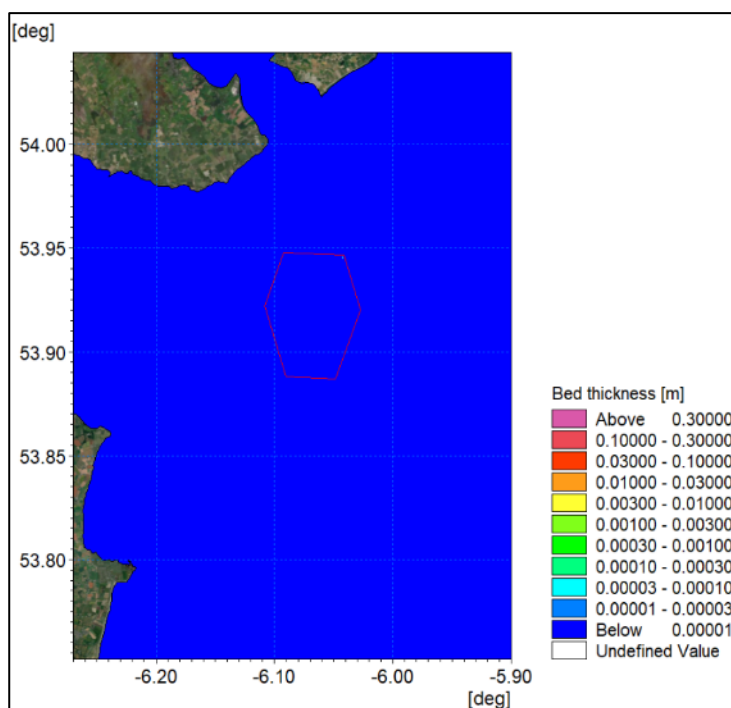 [deg]
54.00
53.95
53.90
53.85
53.80
-6.20 -6.10 -6.00 -5.90
[deg]
Bed thickness [m]
Above 0.30000
0.10000 - 0.30000
0.03000 - 0.10000
0.01000 - 0.03000
0.00300 - 0.01000
0.00100 - 0.00300
0.00030 - 0.00100
0.00010 - 0.00030
0.00003 - 0.00010
0.00001 - 0.00003
Below 0.00001
Undefined Value